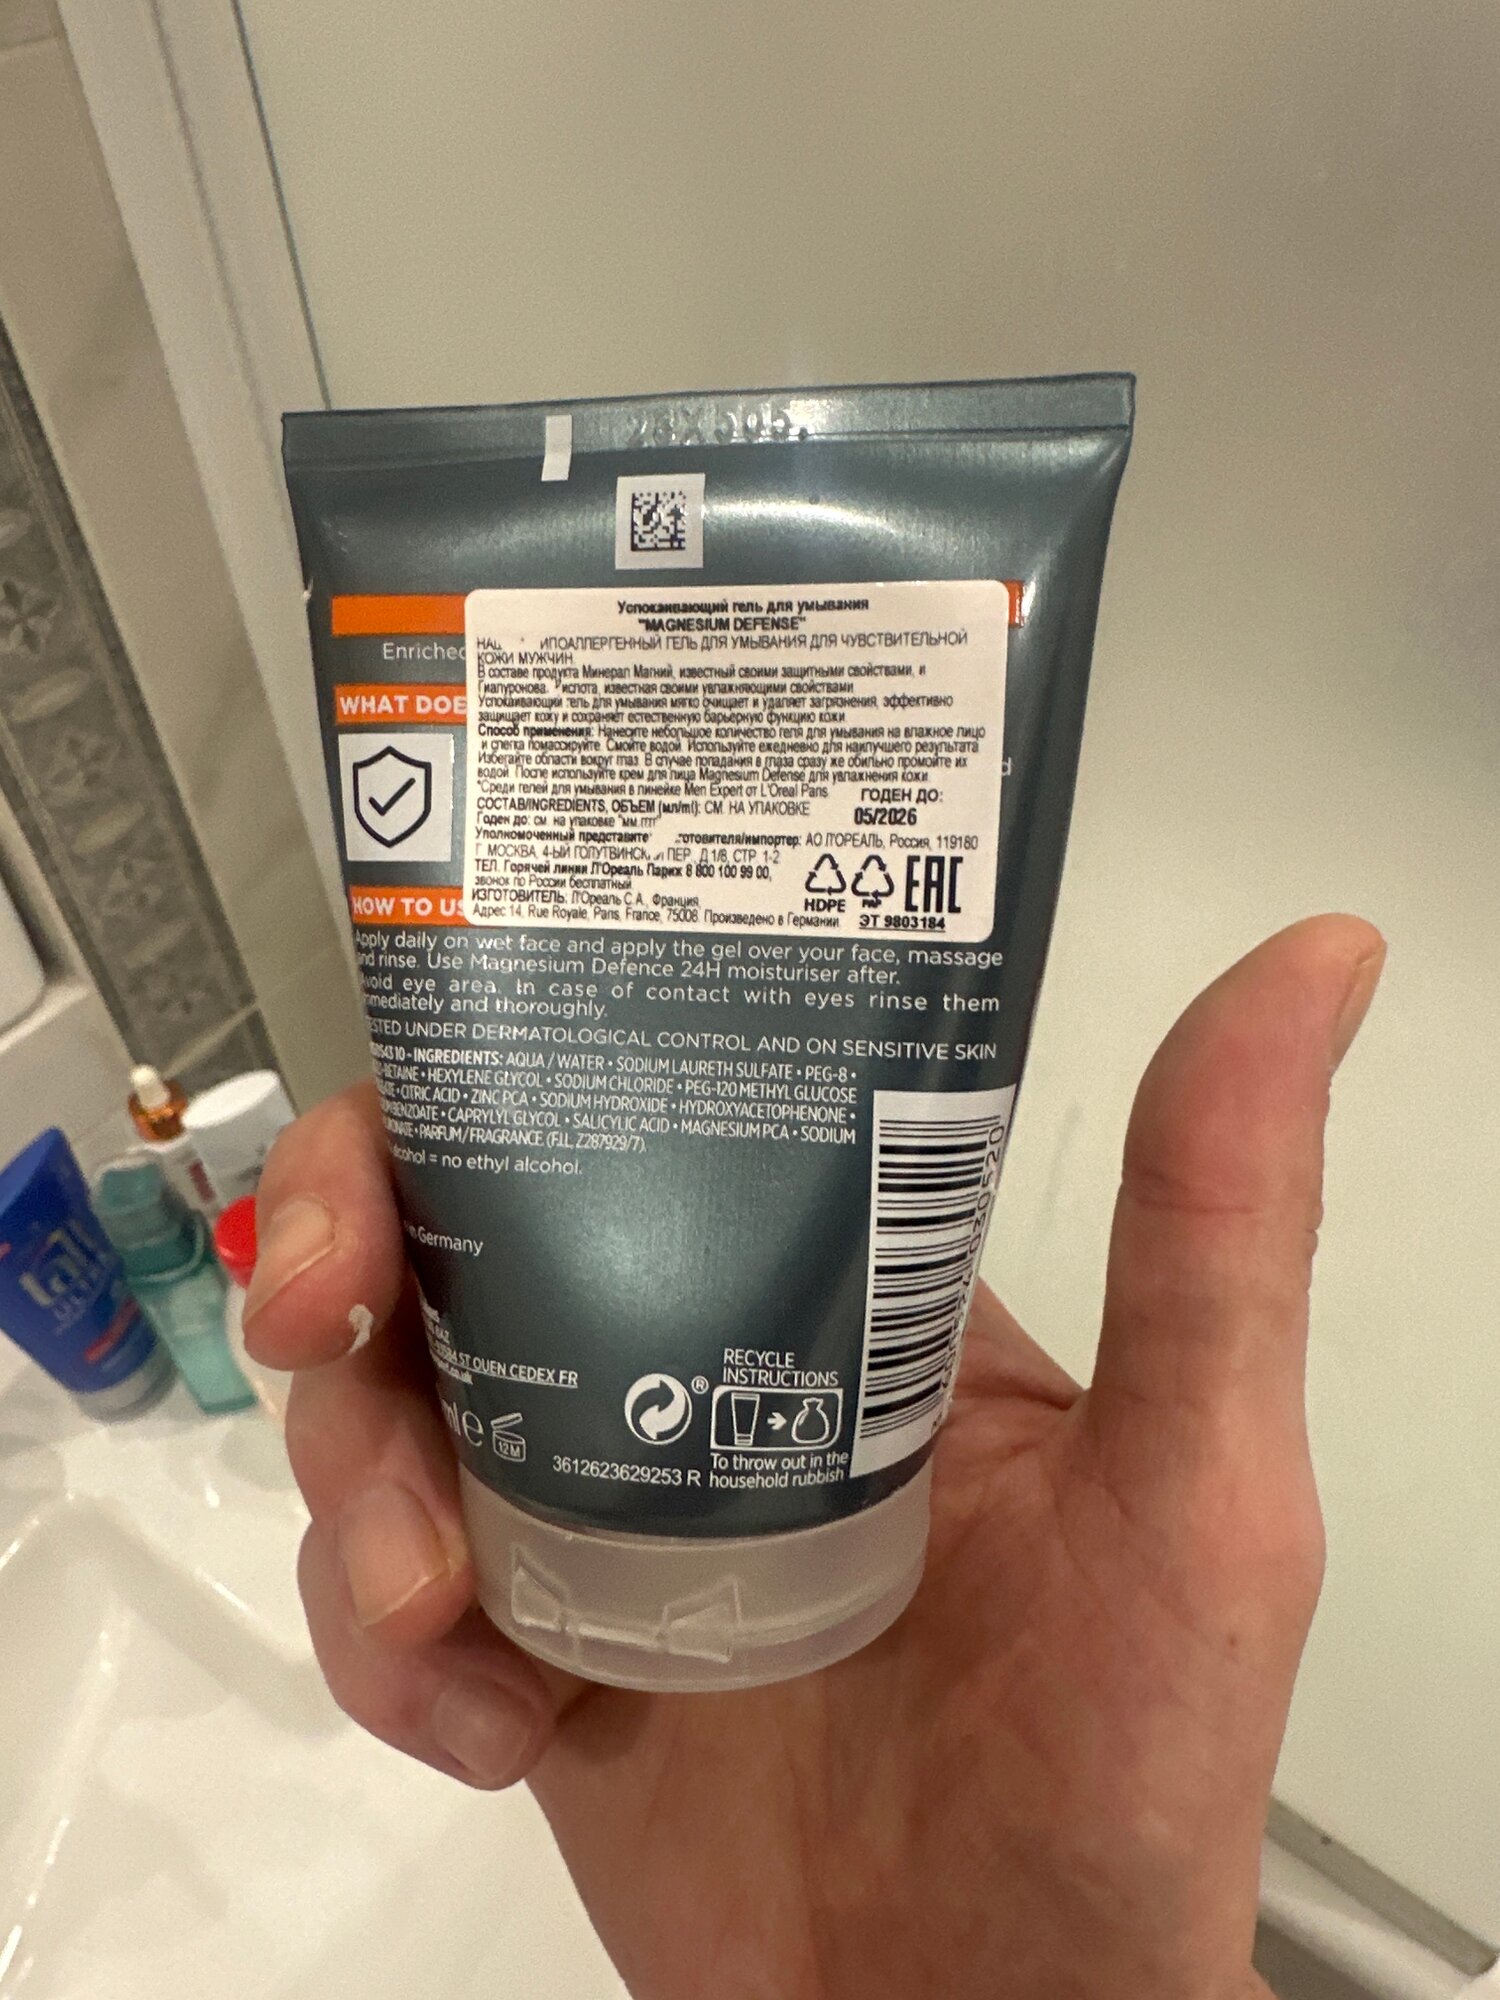 Enriched
WHAT DOE
HOW TO US
Успокаивающий гель для умывания
"MAGNESIUM DEFENSE"
ГЕЛЬ ДЛЯ УМЫВАНИЯ ДЛЯ ЧУВСТВИТЕЛЬНОЙ
КОЖИ МУЖЧИН.
В составе продукта Минерал Магний, известный своими защитными свойствами, и
известная своими увлажняющими свойствами
Успокаивающий гель для умывания мягко очищает и удаляет загрязнения, эффективно
защищает кожу и сохраняет естественную барьерную функцию кожи
Способ применения: Нанесите небольшое количество геля для умывания на влажное лицо
и слегка помассируйте. Смойте водой. Используйте ежедневно для наилучшего результата.
Избегайте области вокруг глаз. В случае попадания в глаза сразу же обильно промойте их
водой. После используйте крем для лица Magnesium Defense для увлажнения кожи.
*Среди гелей для умывания в линейке Men Expert от L'Oreal Paris
СОСТАВ/INGREDIENTS, ОБЪЕМ (мл/ml): СМ. НА УПАКОВКЕ
ГОДЕН ДО:
05/2026
Годен до: см. на упаковке "мм.гггг"
Уполномоченный импортер: АО Л'ОРЕАЛЬ, Россия, 119180
Г. МОСКВА, 4-ЫЙ ПЕР., Д.1/8, СТР. 1-2
ТЕЛ. Горячей линии Л'Ореаль Париж 8 800 100 99 00,
звонок по России бесплатный.
ИЗГОТОВИТЕЛЬ: Л'Ореаль С.А., Франция,
Адрес 14, Rue Royale, Paris, France, 75008. Произведено в Германии.
HDPE
PAP
EAC
ЭТ 9803184
d
Apply daily on wet face and apply the gel over your face, massage
and rinse. Use Magnesium Defence 24H moisturiser after.
Avoid eye area. In case of contact with eyes rinse them
immediately and thoroughly.
TESTED UNDER DERMATOLOGICAL CONTROL AND ON SENSITIVE SKIN
INGREDIENTS: AQUA / WATER • SODIUM LAURETH SULFATE • PEG-8 •
BETAINE • HEXYLENE GLYCOL • SODIUM CHLORIDE • PEG-120 METHYL GLUCOSE
• CITRIC ACID • ZINC PCA • SODIUM HYDROXIDE • HYDROXYACETOPHENONE •
BENZOATE • CAPRYLYL GLYCOL • SALICYLIC ACID • MAGNESIUM PCA • SODIUM
• PARFUM / FRAGRANCE (F.I.L. Z287929/7).
alcohol = no ethyl alcohol.
Germany
ST OUEN CEDEX FR
ml e
12M
3612623629253 R
RECYCLE
INSTRUCTIONS
To throw out in the
household rubbish
®
taft